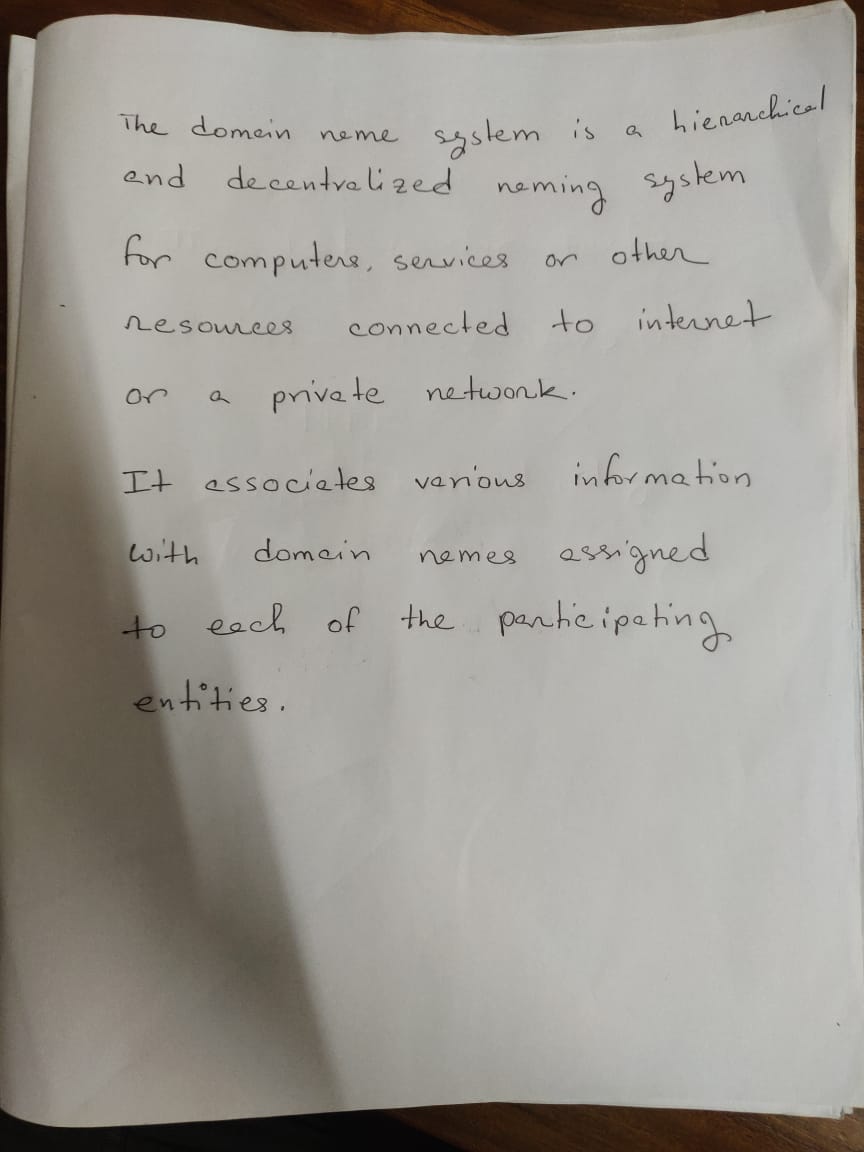 The domain name system is a hierarchical
and decentralized naming system
for computers, services or other
resources connected to internet
or a private network.
It associates various information
with domain names assigned
to each of the participating
entities.